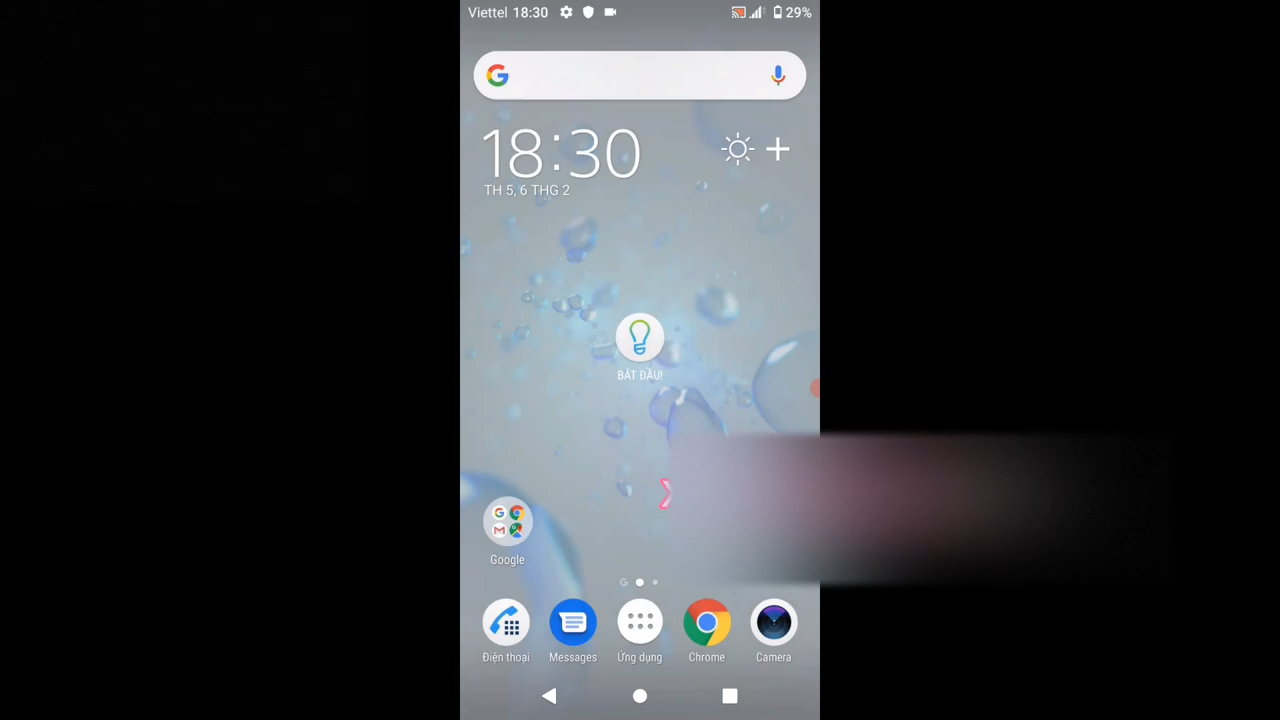 Viettel 18:30
29%
18:30
TH 5, 6 THG 2
BẮT ĐẦU!
Google
Điện thoại
Messages
Ứng dụng
Chrome
Camera